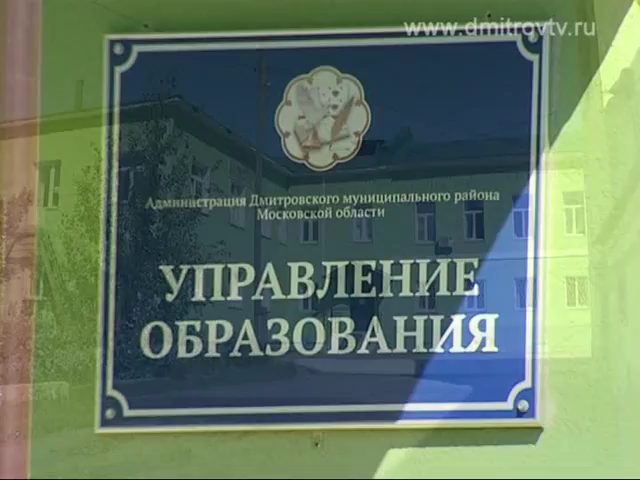 www.dmitrovtv.ru
Администрация Дмитровского муниципального района
Московской области
УПРАВЛЕНИЕ
ОБРАЗОВАНИЯ